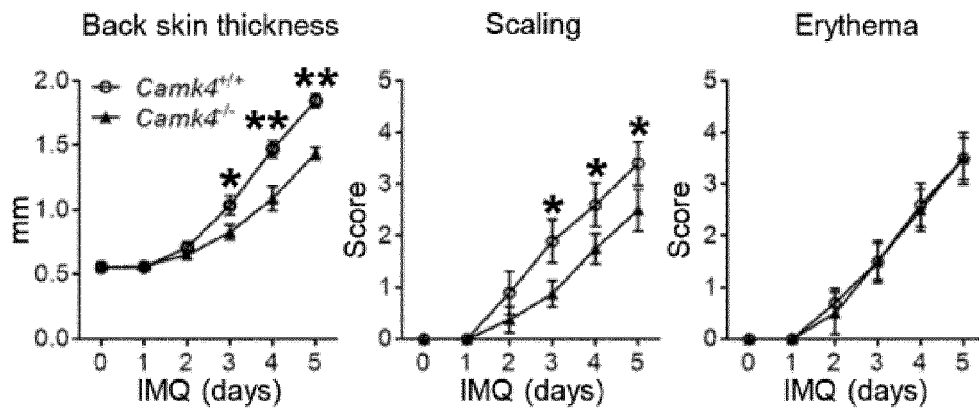 Back skin thickness
Scaling
Erythema
2.0
1.5
1.0
0.5
0.0
mm
Camk4+/+
Camk4-/-
*
**
**
0 1 2 3 4 5
IMQ (days)
5
4
3
2
1
0
Score
*
*
*
0 1 2 3 4 5
IMQ (days)
5
4
3
2
1
0
Score
0 1 2 3 4 5
IMQ (days)